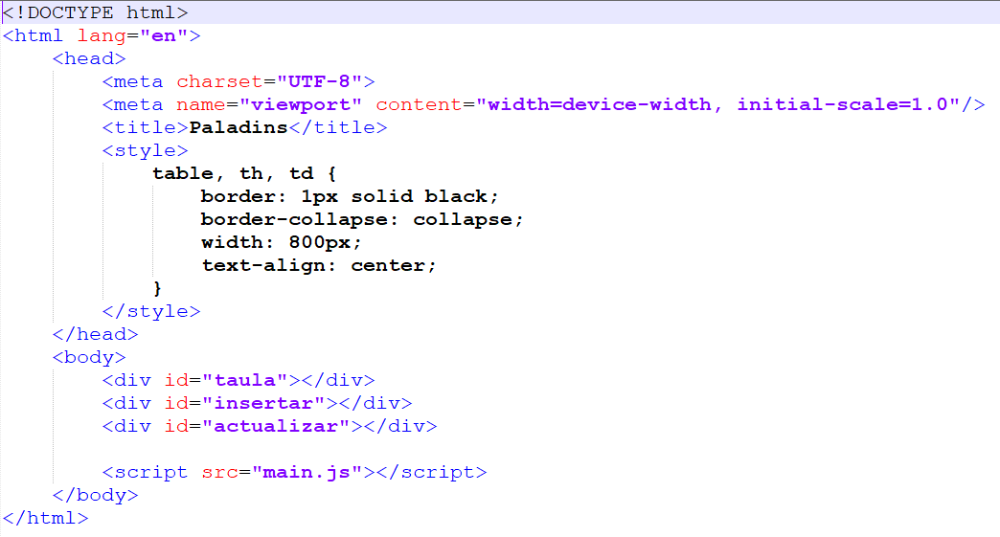 <!DOCTYPE html>
<html lang="en">
    <head>
        <meta charset="UTF-8">
        <meta name="viewport" content="width=device-width, initial-scale=1.0"/>
        <title>Paladins</title>
        <style>
            table, th, td {
                border: 1px solid black;
                border-collapse: collapse;
                width: 800px;
                text-align: center;
            }
        </style>
    </head>
    <body>
        <div id="taula"></div>
        <div id="insertar"></div>
        <div id="actualizar"></div>

        <script src="main.js"></script>
    </body>
</html>